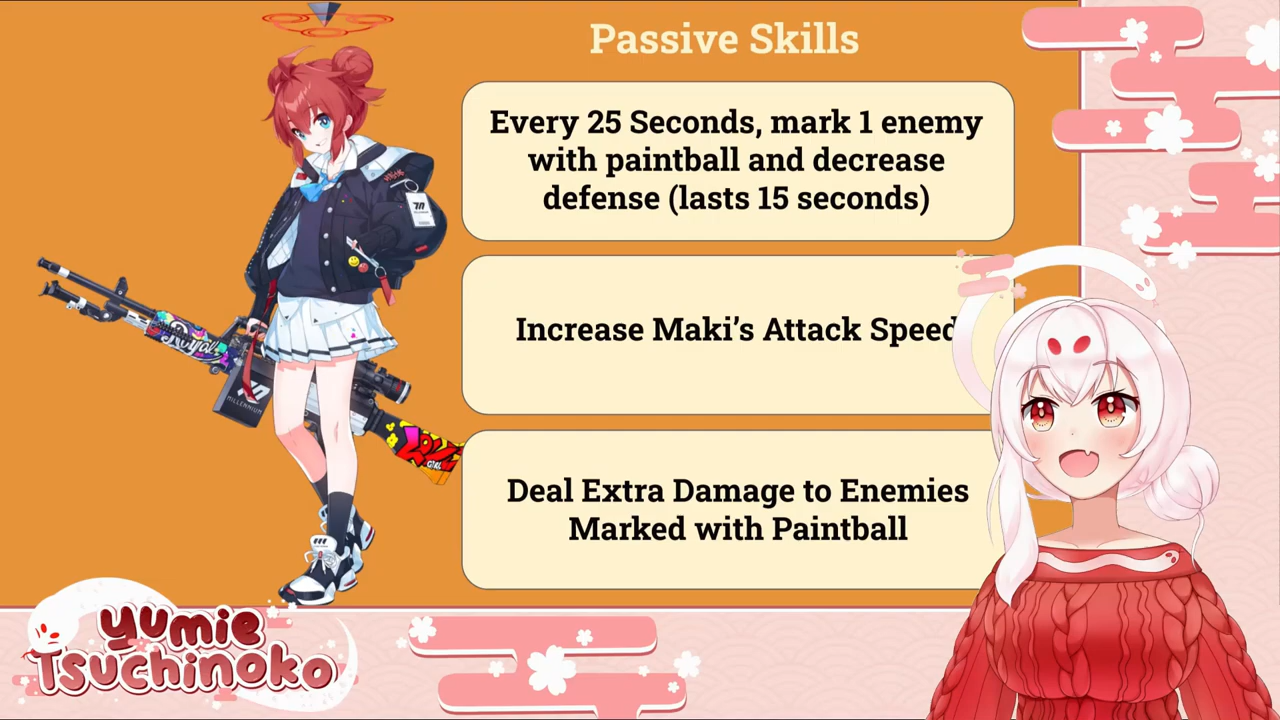 Passive Skills
Every 25 Seconds, mark 1 enemy
with paintball and decrease
defense (lasts 15 seconds)
Increase Maki's Attack Speed
Deal Extra Damage to Enemies
Marked with Paintball
MILLENNIUM
yumie
Tsuchinoko